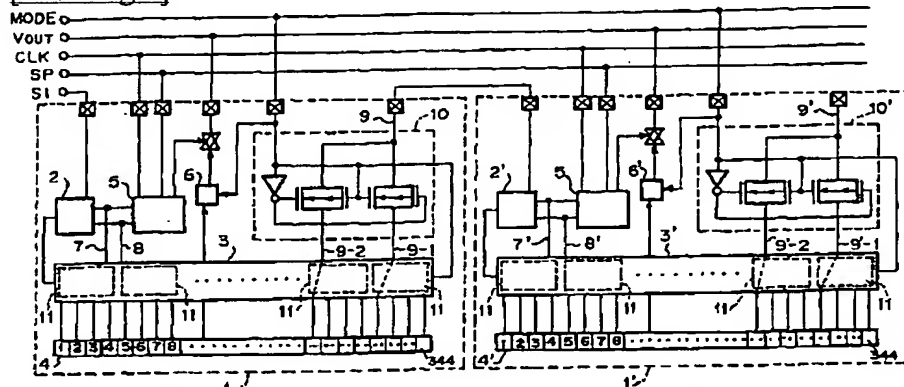 MODE
VOUT
CLK
SP
SI
9 10 9' 10'
2 5 6 2' 5 6'
7 8 3 9-2 9- 7' 8' 3' 9'-2 9'-
11 11 11 11 11 11 11 11
4 1 2 3 4 5 6 7 8 344 4' 1 2 3 4 5 6 7 8 344
1 1'